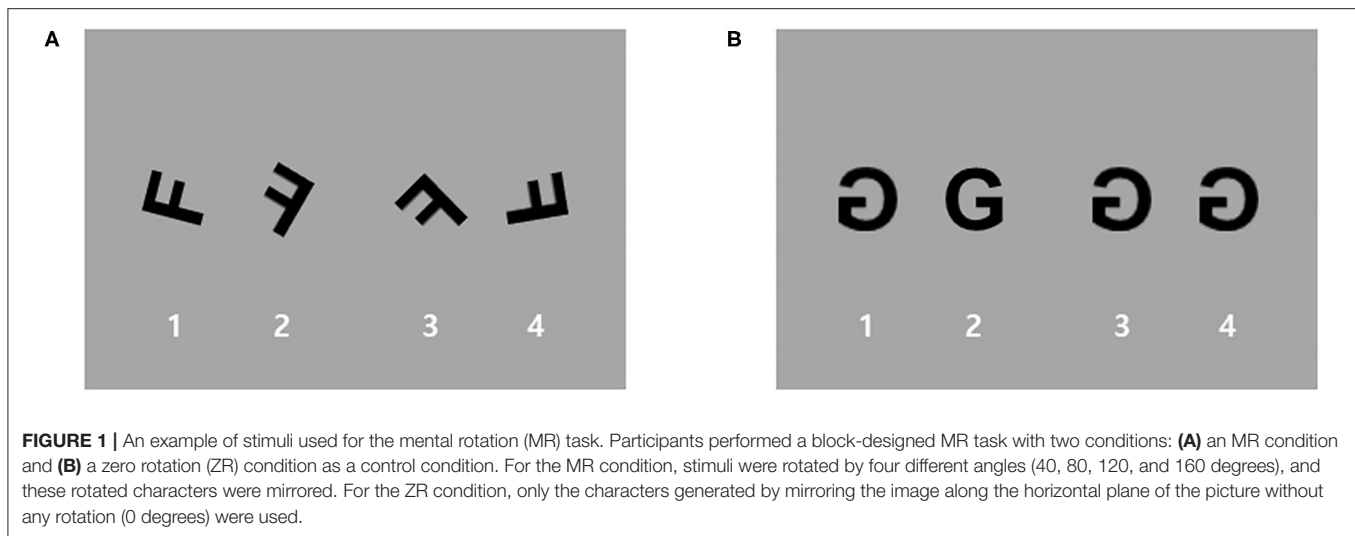 A
B
F F F F
G G G G
1 2 3 4
1 2 3 4
FIGURE 1 | An example of stimuli used for the mental rotation (MR) task. Participants performed a block-designed MR task with two conditions: (A) an MR condition
and (B) a zero rotation (ZR) condition as a control condition. For the MR condition, stimuli were rotated by four different angles (40, 80, 120, and 160 degrees), and
these rotated characters were mirrored. For the ZR condition, only the characters generated by mirroring the image along the horizontal plane of the picture without
any rotation (0 degrees) were used.